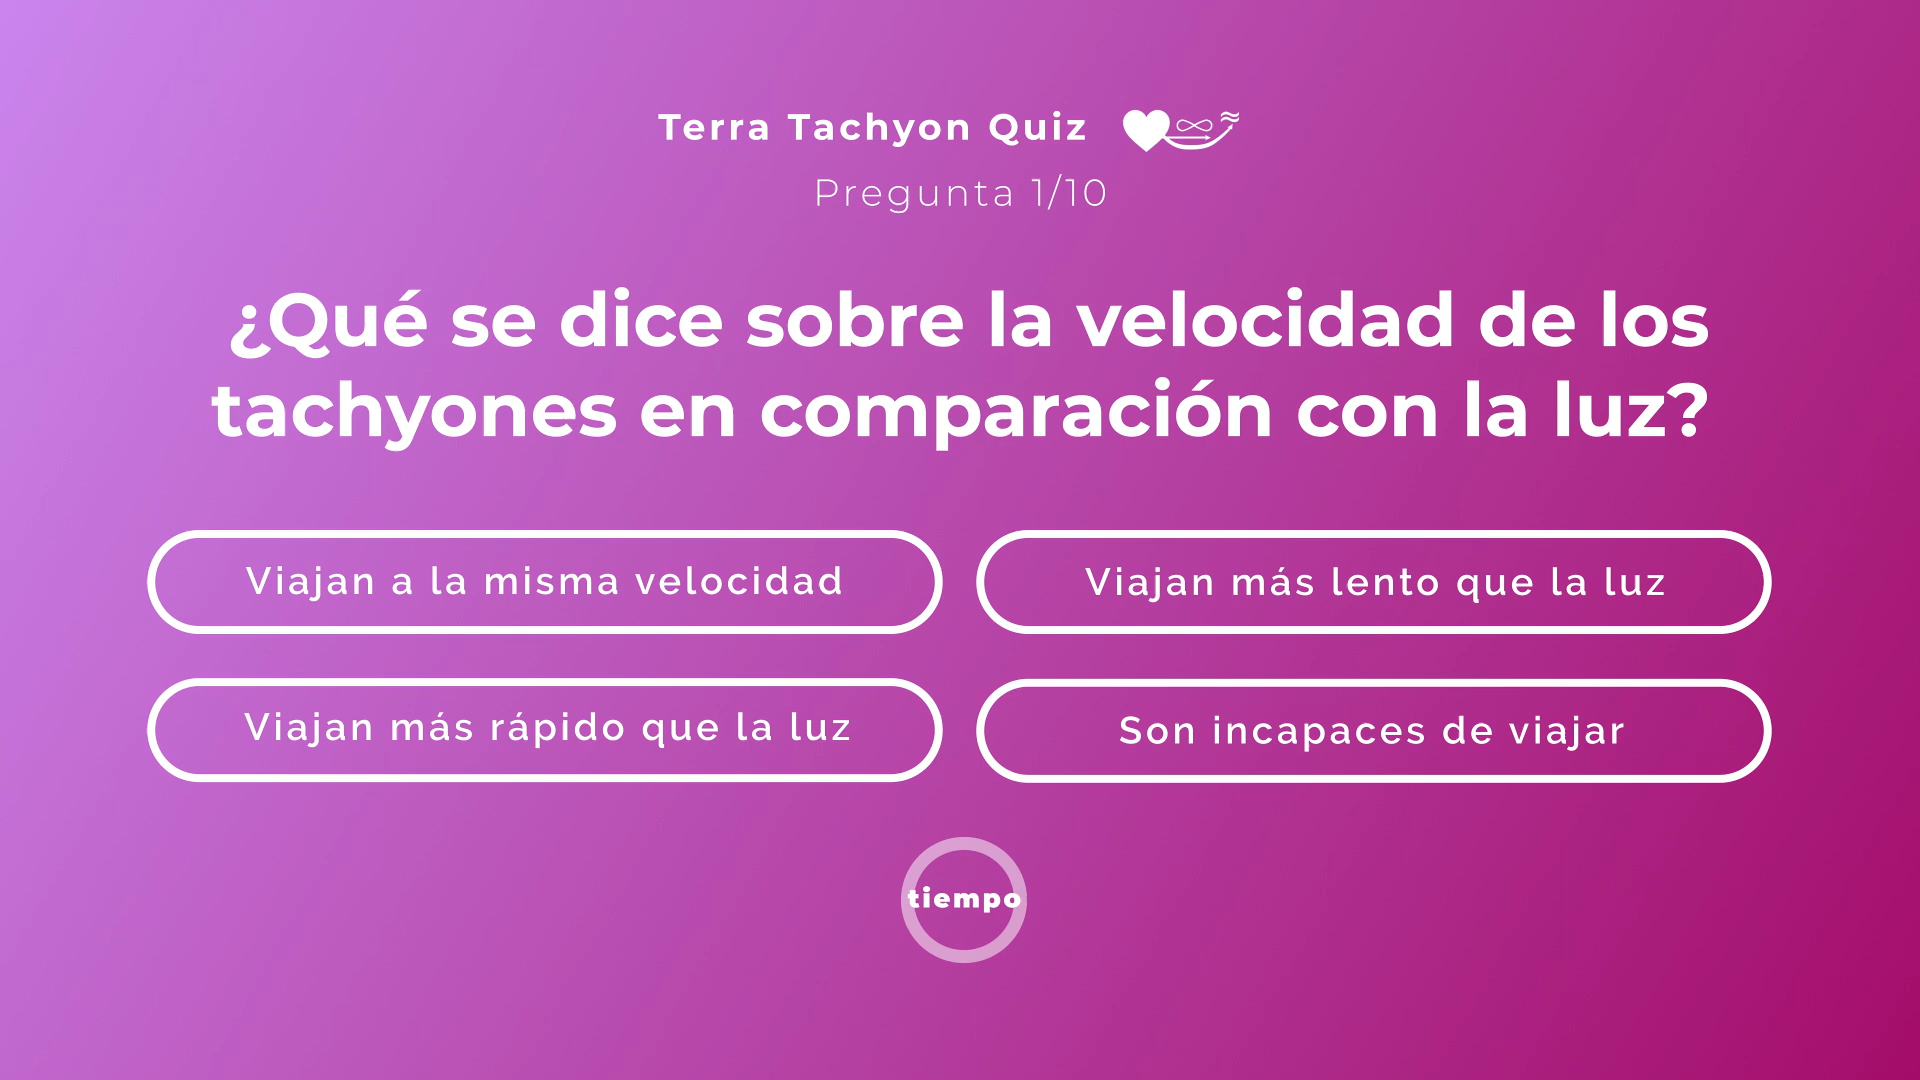 Terra Tachyon Quiz
Pregunta 1/10
¿Qué se dice sobre la velocidad de los
tachyones en comparación con la luz?
Viajan a la misma velocidad
Viajan más lento que la luz
Viajan más rápido que la luz
Son incapaces de viajar
tiempo